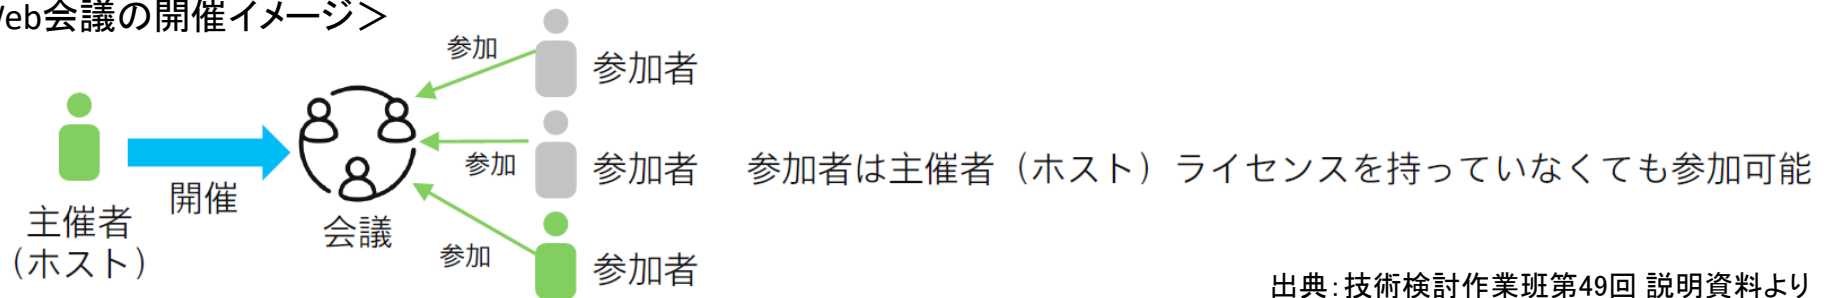 Web会議の開催イメージ＞
参加
参加者
参加
参加者
参加者は主催者（ホスト）ライセンスを持っていなくても参加可能
開催
会議
主催者
（ホスト）
参加
参加者
出典：技術検討作業班第49回 説明資料より